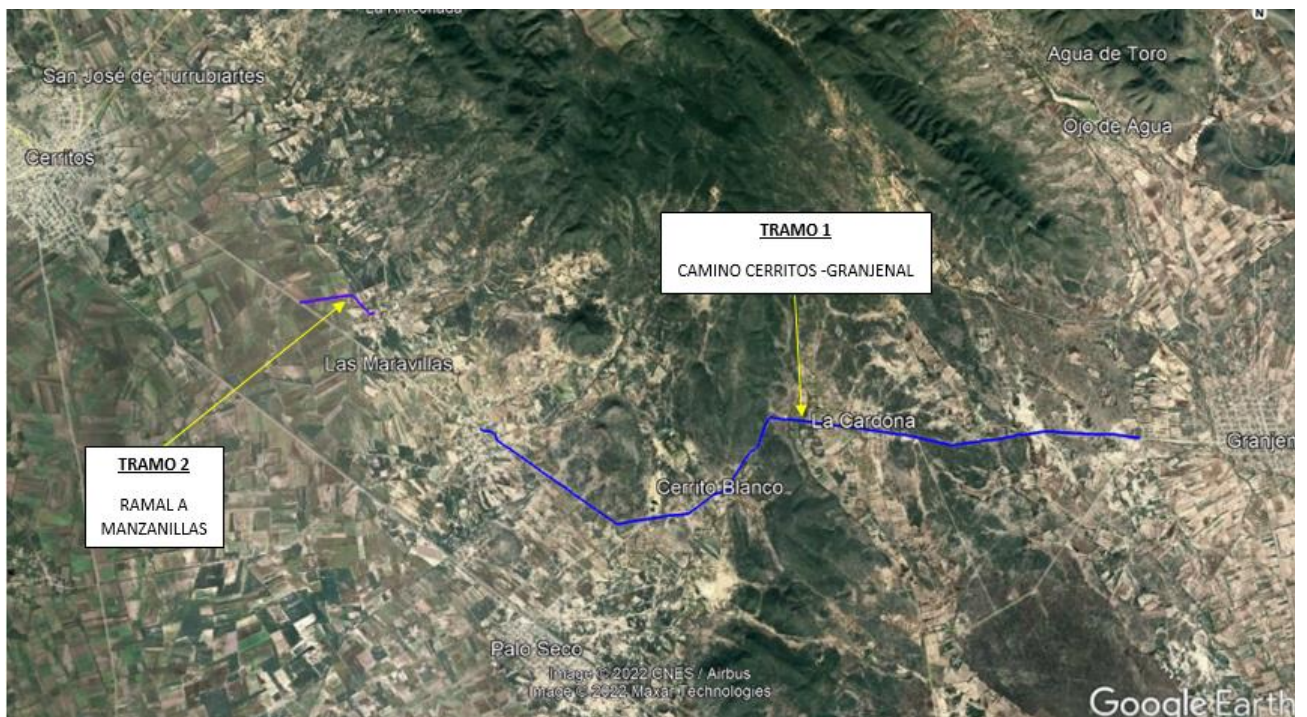 La Rinconada
N
Agua de Toro
San José de Turrubiartes
Ojo de Agua
Cerritos
TRAMO 1
CAMINO CERRITOS -GRANJENAL
Las Maravillas
La Cardona
Granjen
TRAMO 2
RAMAL A
MANZANILLAS
Cerrito Blanco
Palo Seco
Image © 2022 CNES / Airbus
Image © 2022 Maxar Technologies
Google Earth